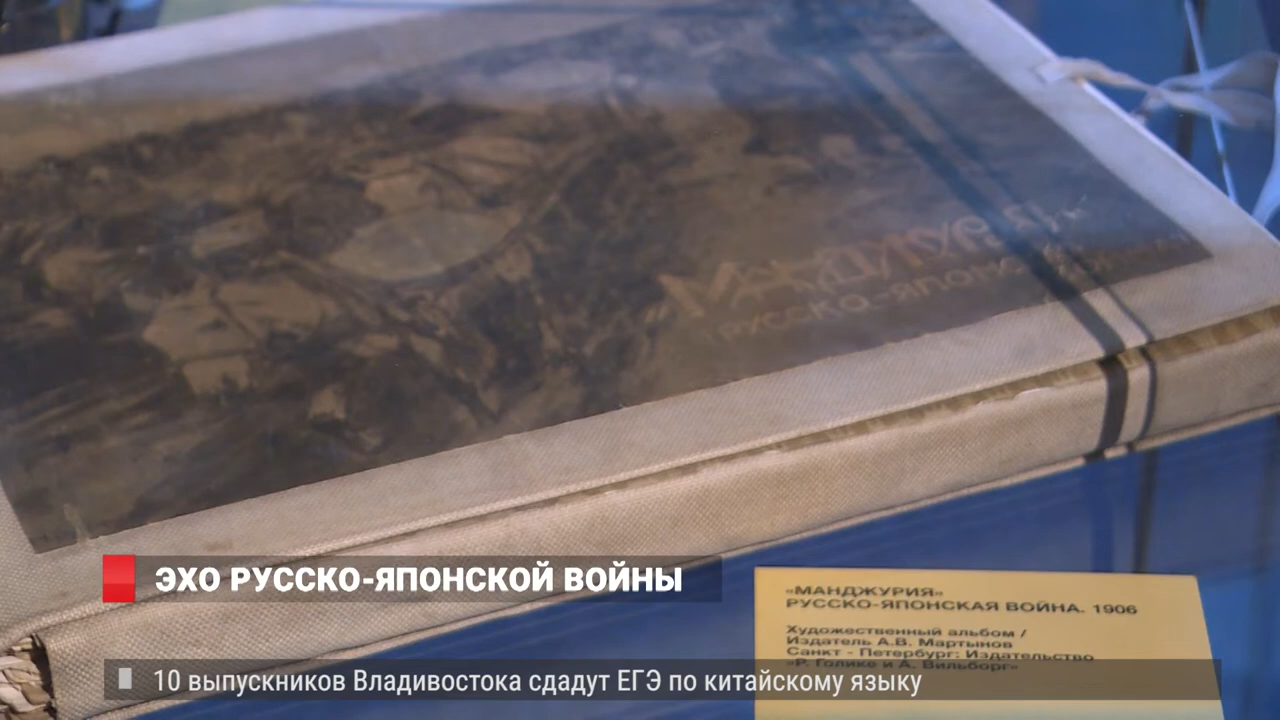 «МАНДЖУРИЯ
РУССКО-ЯПОНСКАЯ
ЭХО РУССКО-ЯПОНСКОЙ ВОЙНЫ
«МАНДЖУРИЯ»
РУССКО-ЯПОНСКАЯ ВОЙНА. 1906
Художественный альбом /
Издатель А.В. Мартынов
Санкт - Петербург: Издательство
«Р. Голике и А. Вильборг»
10 выпускников Владивостока сдадут ЕГЭ по китайскому языку